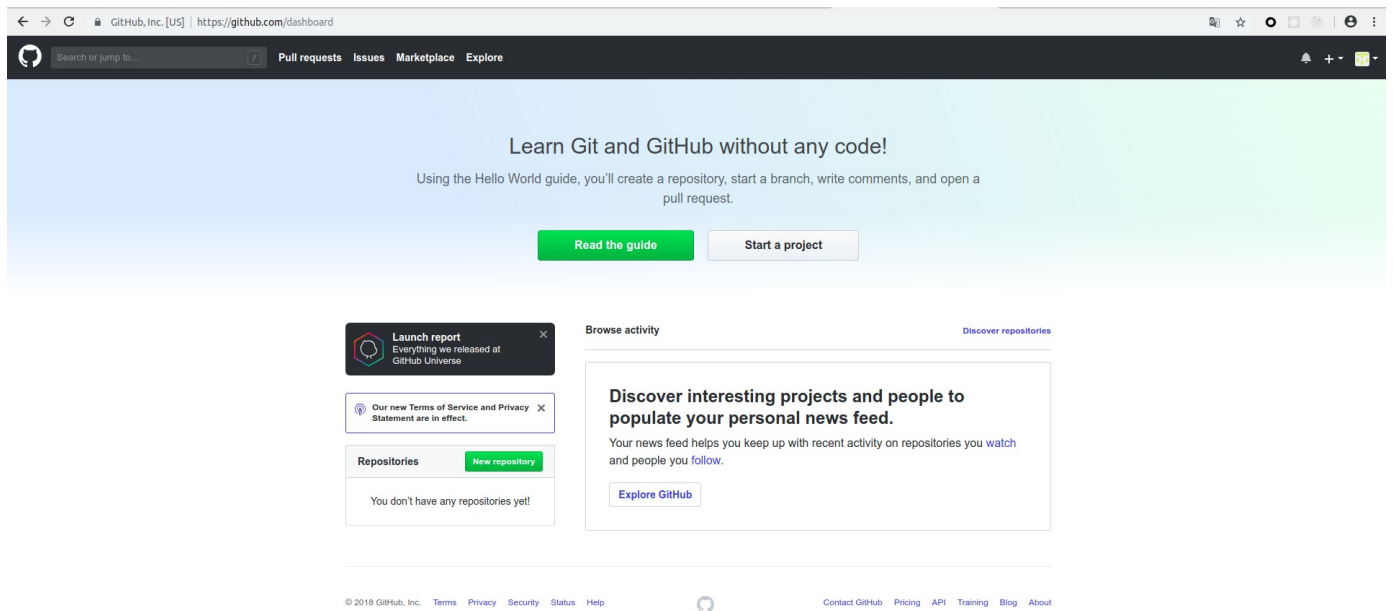 GitHub, Inc. [US] | https://github.com/dashboard
Search or jump to... /
Pull requests Issues Marketplace Explore
Learn Git and GitHub without any code!
Using the Hello World guide, you’ll create a repository, start a branch, write comments, and open a
pull request.
Read the guide
Start a project
Launch report
Everything we released at
GitHub Universe
Our new Terms of Service and Privacy
Statement are in effect.
Repositories
New repository
You don’t have any repositories yet!
Browse activity
Discover repositories
Discover interesting projects and people to
populate your personal news feed.
Your news feed helps you keep up with recent activity on repositories you watch
and people you follow.
Explore GitHub
© 2018 GitHub, Inc. Terms Privacy Security Status Help
Contact GitHub Pricing API Training Blog About